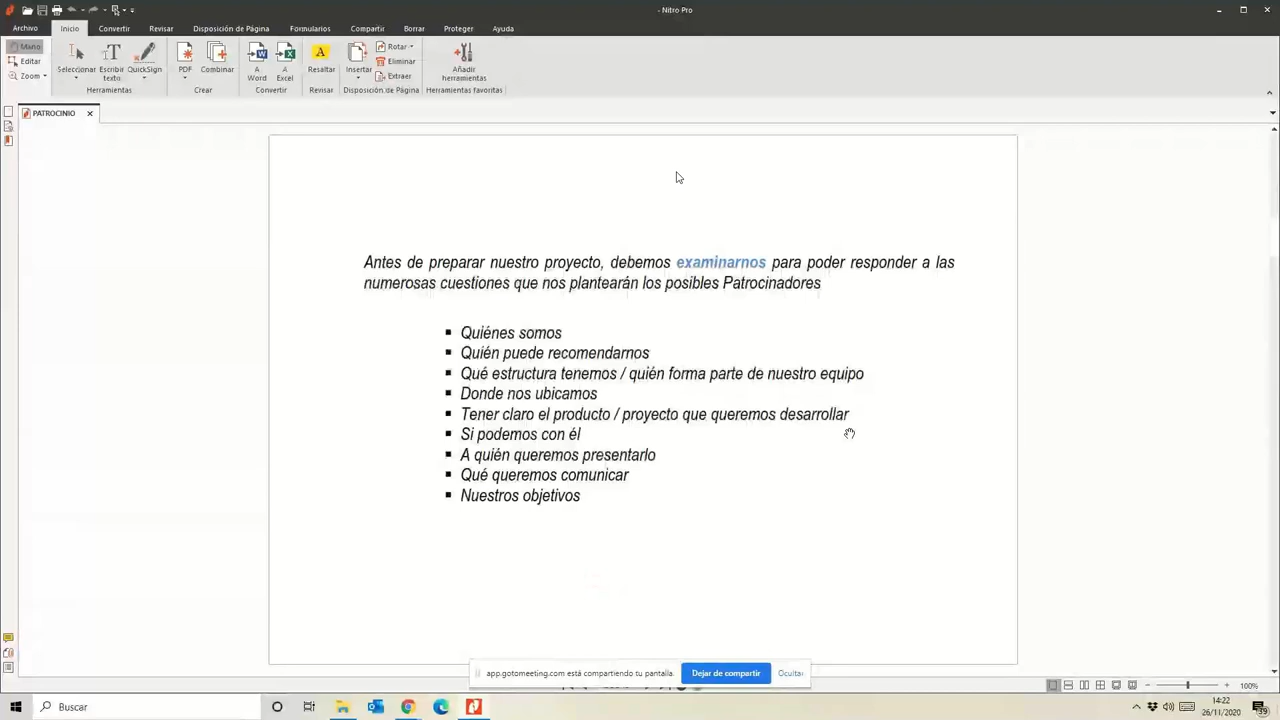 - Nitro Pro
Archivo Inicio Convertir Revisar Disposición de Página Formularios Compartir Borrar Proteger Ayuda
Mano
Editar
Zoom
Seleccionar
Escribir texto
QuickSign
Herramientas
PDF
Combinar
Crear
A Word
A Excel
Convertir
A
Resaltar
Revisar
Insertar
Rotar
Eliminar
Extraer
Disposición de Página
Añadir herramientas
Herramientas favoritas
PATROCINIO
Antes de preparar nuestro proyecto, debemos examinarnos para poder responder a las
numerosas cuestiones que nos plantearán los posibles Patrocinadores
▪ Quiénes somos
▪ Quién puede recomendarnos
▪ Qué estructura tenemos / quién forma parte de nuestro equipo
▪ Donde nos ubicamos
▪ Tener claro el producto / proyecto que queremos desarrollar
▪ Si podemos con él
▪ A quién queremos presentarlo
▪ Qué queremos comunicar
▪ Nuestros objetivos
app.gotomeeting.com está compartiendo tu pantalla. Dejar de compartir Ocultar
100%
Buscar
14:22
26/11/2020
39